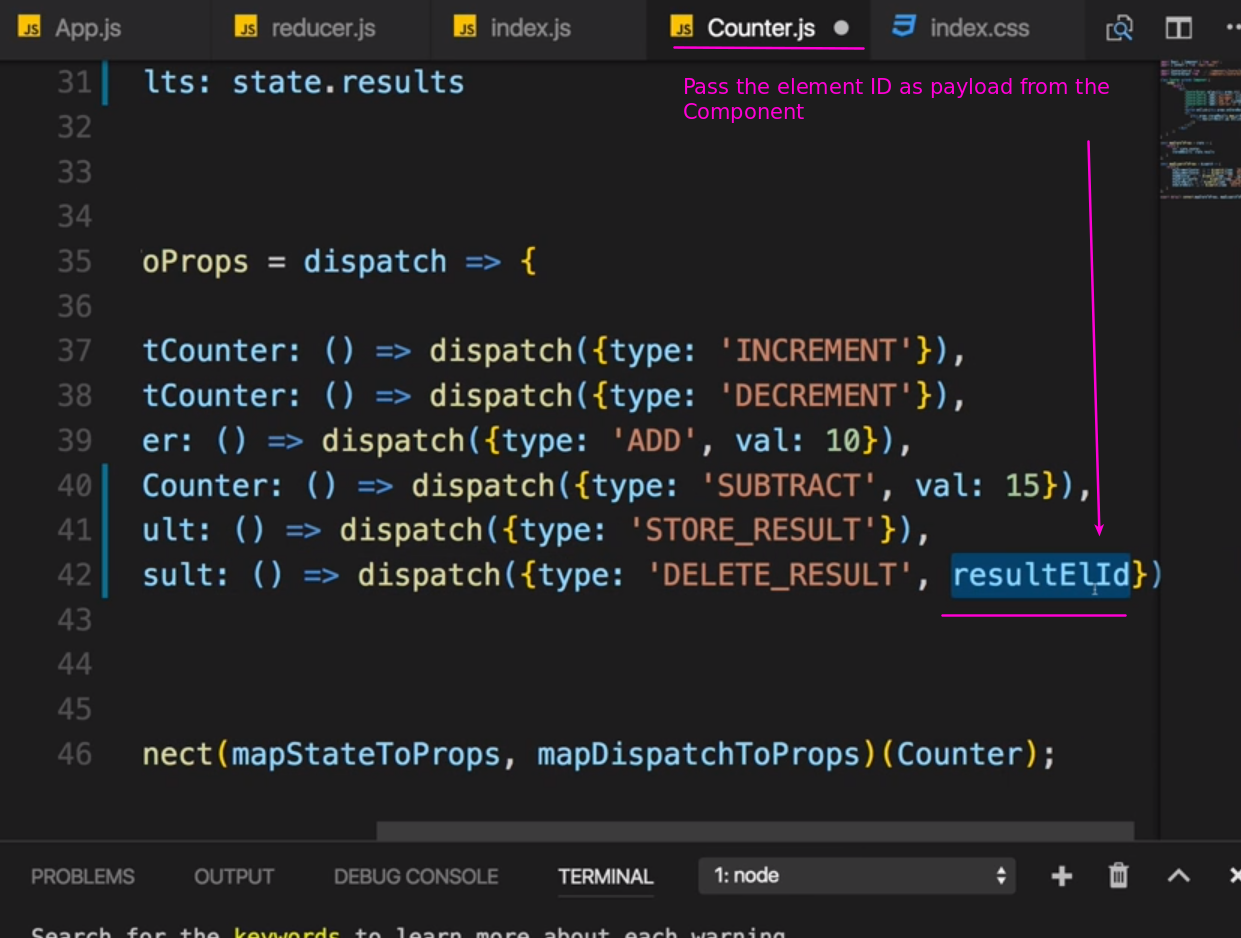 JS App.js JS reducer.js JS index.js JS Counter.js index.css
Pass the element ID as payload from the
Component
31 lts: state.results
32
33
34
35 oProps = dispatch => {
36
37 tCounter: () => dispatch({type: 'INCREMENT'}),
38 tCounter: () => dispatch({type: 'DECREMENT'}),
39 er: () => dispatch({type: 'ADD', val: 10}),
40 Counter: () => dispatch({type: 'SUBTRACT', val: 15}),
41 ult: () => dispatch({type: 'STORE_RESULT'}),
42 sult: () => dispatch({type: 'DELETE_RESULT', resultElId})
43
44
45
46 nect(mapStateToProps, mapDispatchToProps)(Counter);
PROBLEMS OUTPUT DEBUG CONSOLE TERMINAL 1: node
Search for the keywords to learn more about each warning.